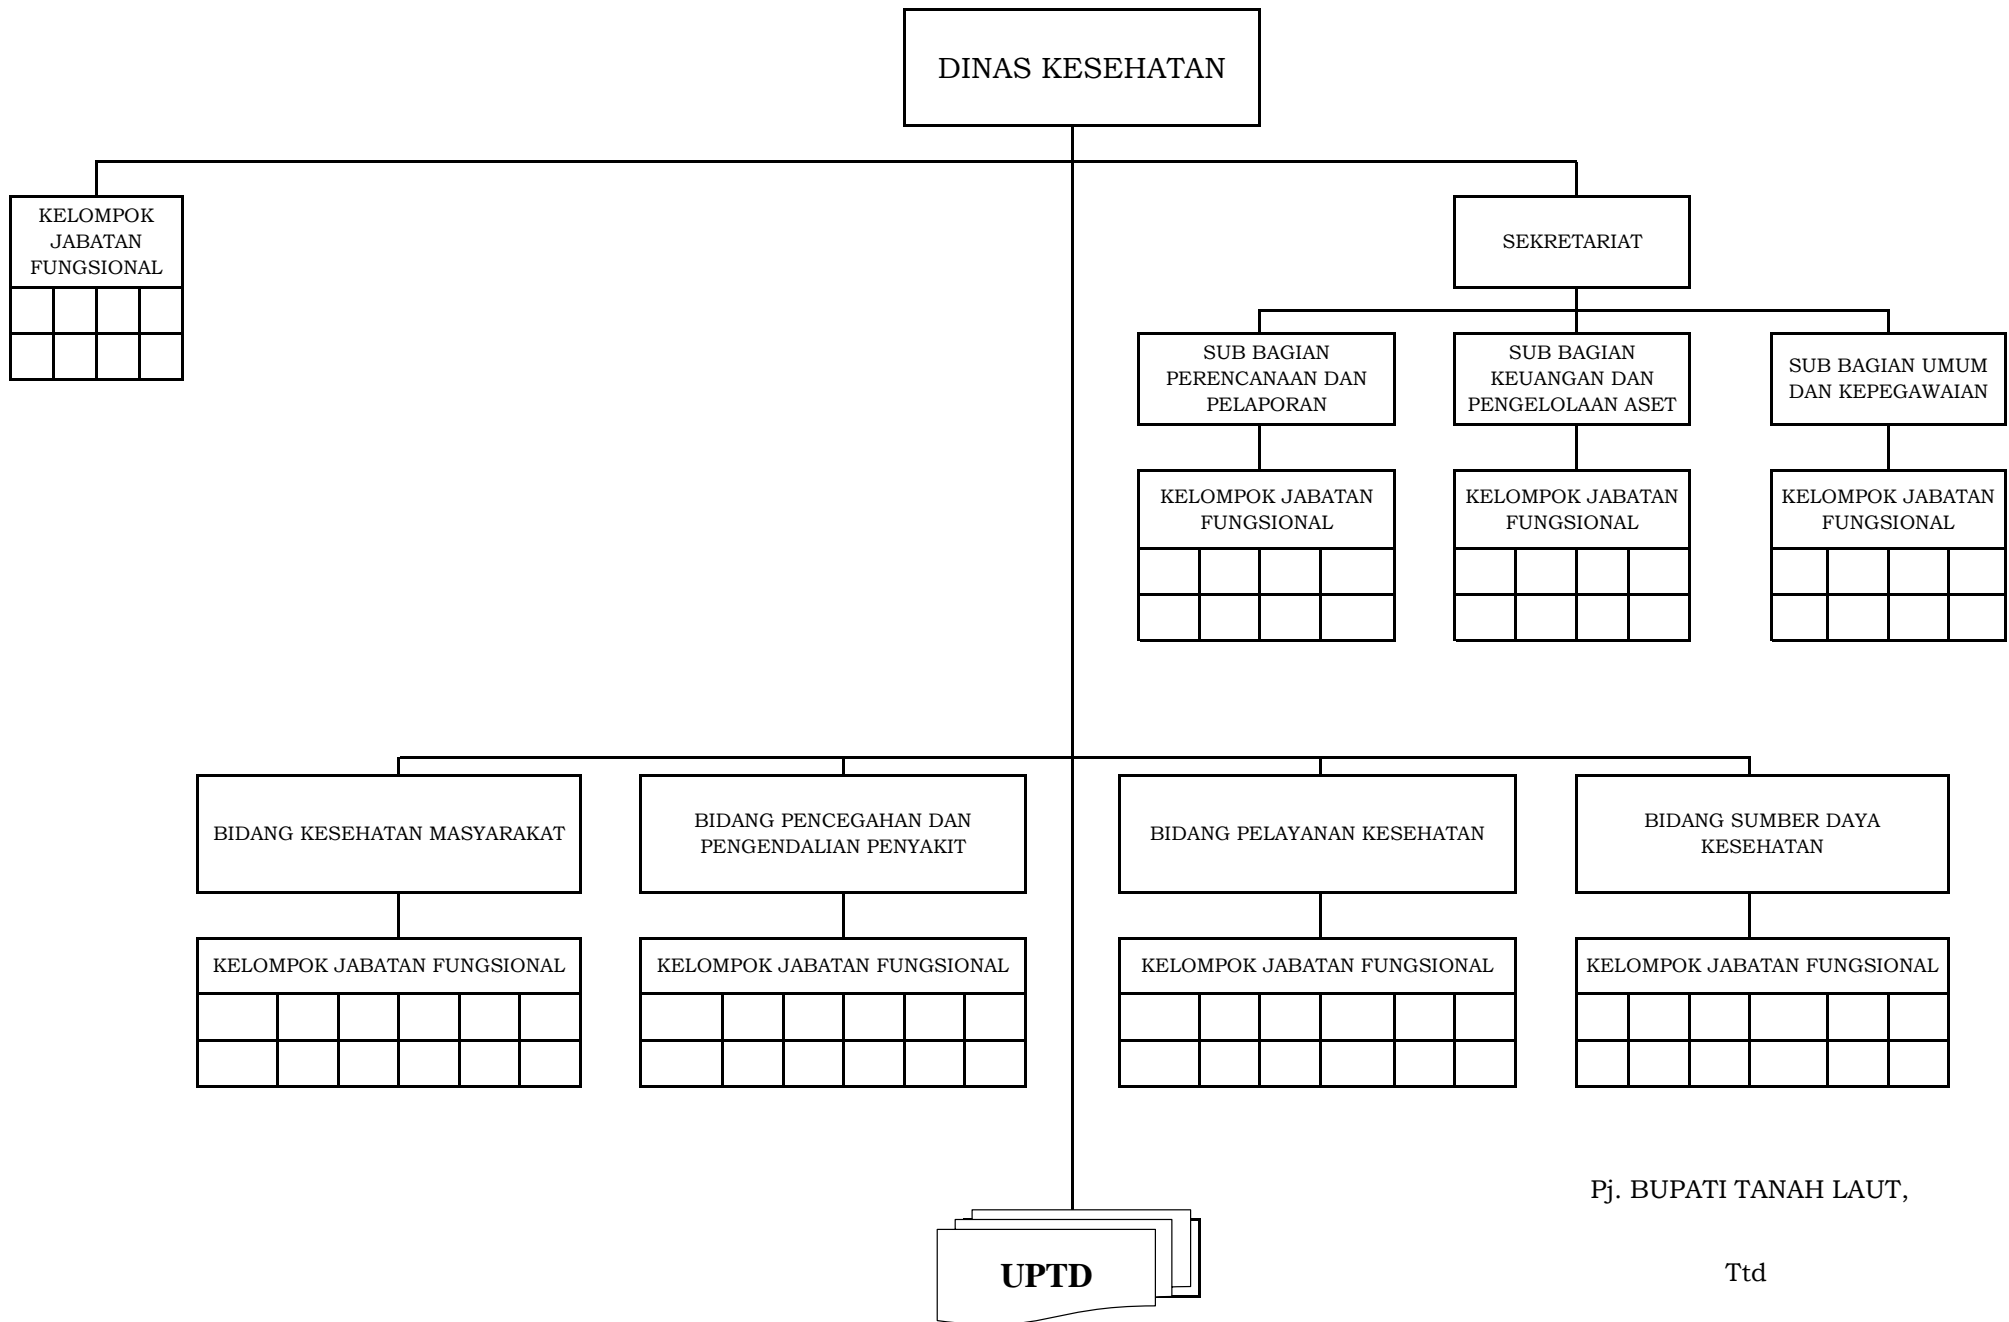 DINAS KESEHATAN
KELOMPOK
JABATAN
FUNGSIONAL
SEKRETARIAT
SUB BAGIAN
PERENCANAAN DAN
PELAPORAN
SUB BAGIAN
KEUANGAN DAN
PENGELOLAAN ASET
SUB BAGIAN UMUM
DAN KEPEGAWAIAN
KELOMPOK JABATAN
FUNGSIONAL
KELOMPOK JABATAN
FUNGSIONAL
KELOMPOK JABATAN
FUNGSIONAL
BIDANG KESEHATAN MASYARAKAT
BIDANG PENCEGAHAN DAN
PENGENDALIAN PENYAKIT
BIDANG PELAYANAN KESEHATAN
BIDANG SUMBER DAYA
KESEHATAN
KELOMPOK JABATAN FUNGSIONAL
KELOMPOK JABATAN FUNGSIONAL
KELOMPOK JABATAN FUNGSIONAL
KELOMPOK JABATAN FUNGSIONAL
Pj. BUPATI TANAH LAUT,
UPTD
Ttd